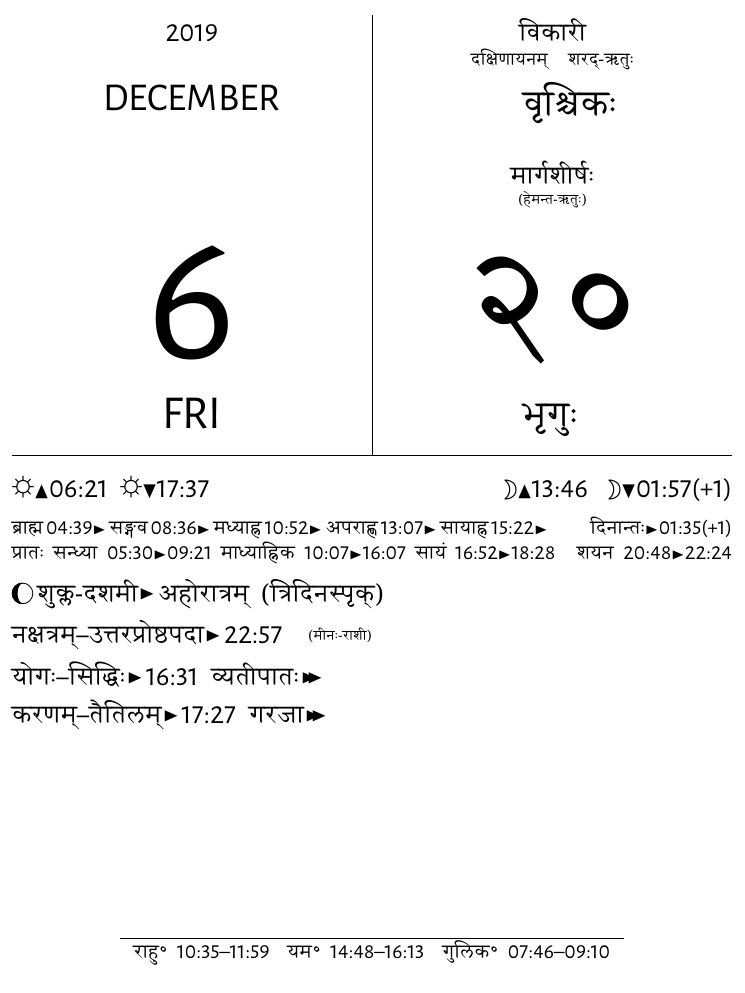 2019
DECEMBER
6
FRI
विकारी
दक्षिणायनम् शरद्-ऋतुः
वृश्चिकः
मार्गशीर्षः
(हेमन्त-ऋतुः)
२०
भृगुः
☼▲06:21 ☼▼17:37 ☽▲13:46 ☽▼01:57(+1)
ब्राह्म 04:39► सङ्गव 08:36► मध्याह्न 10:52► अपराह्ण 13:07► सायाह्न 15:22► दिनान्तः►01:35(+1)
प्रातः सन्ध्या 05:30►09:21 माध्याह्निक 10:07►16:07 सायं 16:52►18:28 शयन 20:48►22:24
शुक्ल-दशमी► अहोरात्रम् (त्रिदिनस्पृक्)
नक्षत्रम्–उत्तरप्रोष्ठपदा► 22:57 (मीनः-राशी)
योगः–सिद्धिः►16:31 व्यतीपातः►►
करणम्–तैतिलम्►17:27 गरजा►►
राहु° 10:35–11:59 यम° 14:48–16:13 गुलिक° 07:46–09:10